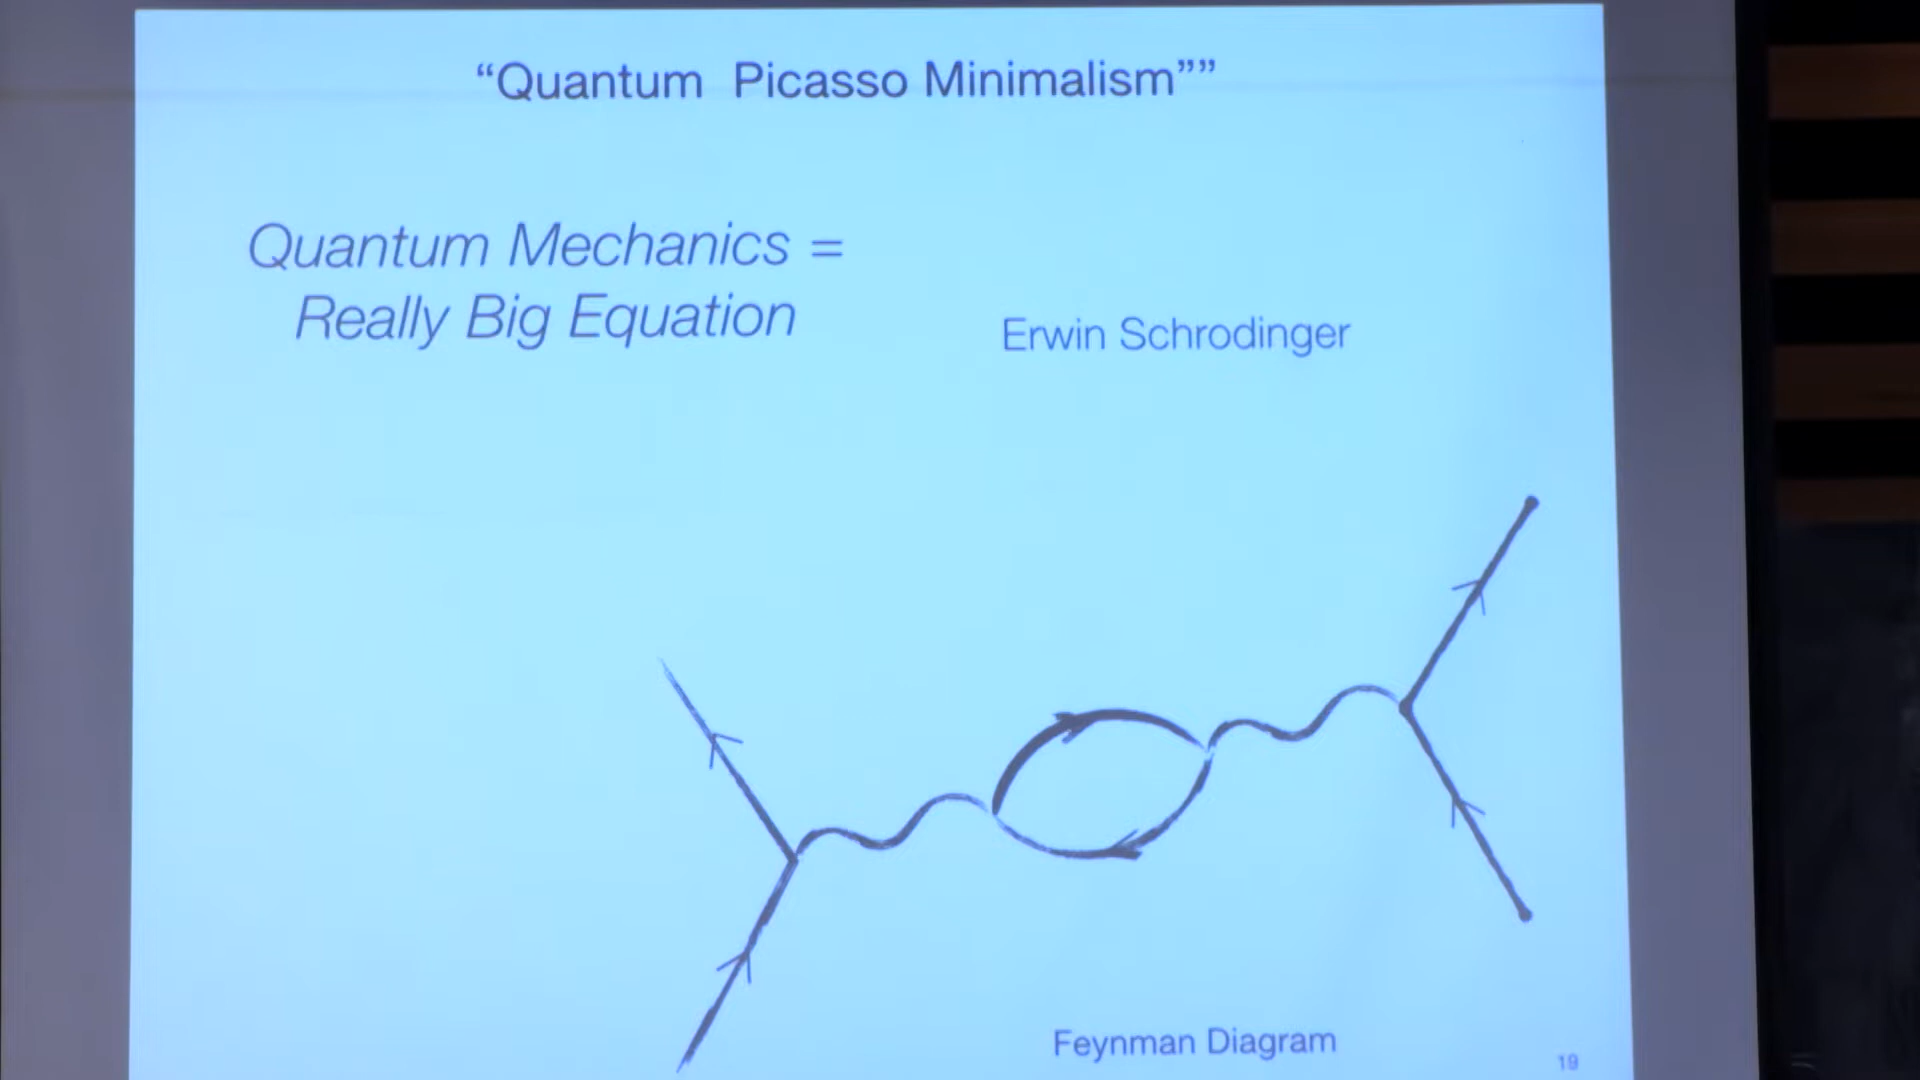 “Quantum Picasso Minimalism””
Quantum Mechanics =
Really Big Equation
Erwin Schrodinger
Feynman Diagram
19